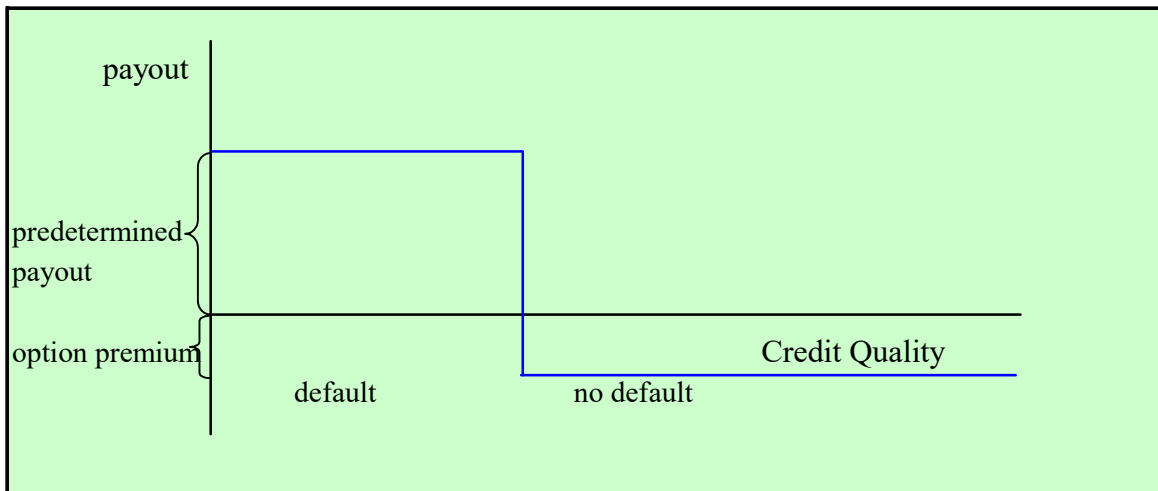 payout
predetermined
payout
option premium
Credit Quality
default
no default